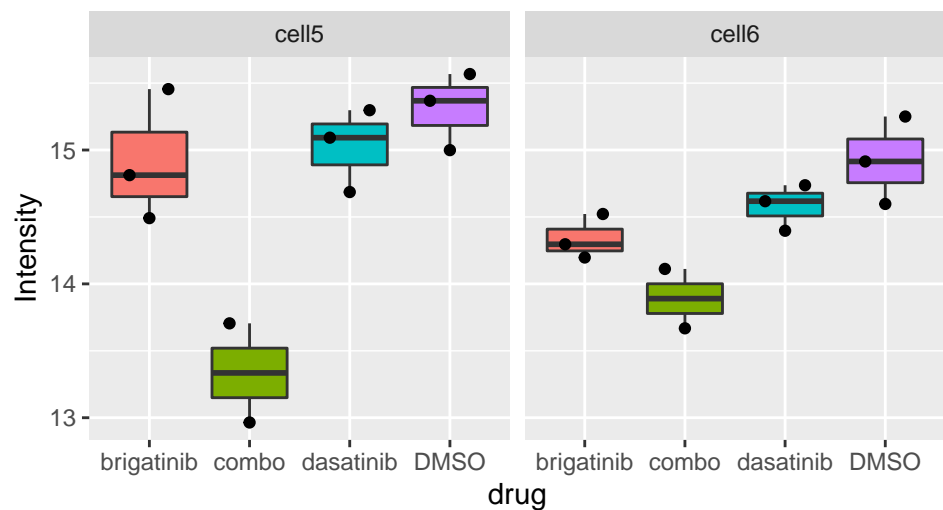 cell5 cell6
Intensity
15
14
13
brigatinib combo dasatinib DMSO brigatinib combo dasatinib DMSO
drug